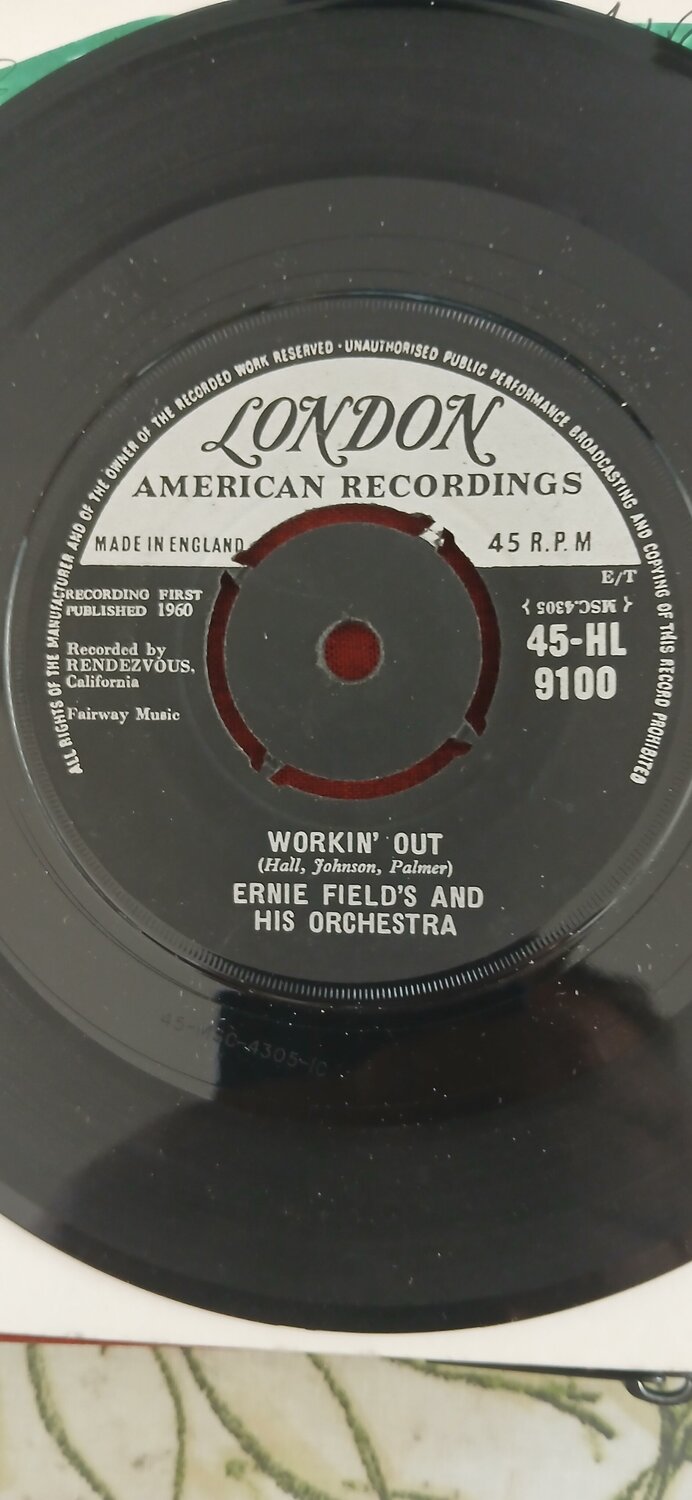 ALL RIGHTS OF THE MANUFACTURER AND OF THE OWNER OF THE RECORDED WORK RESERVED · UNAUTHORISED PUBLIC PERFORMANCE BROADCASTING AND COPYING OF THIS RECORD PROHIBITED
LONDON
AMERICAN RECORDINGS
MADE IN ENGLAND
45 R.P.M
E/T
RECORDING FIRST
PUBLISHED 1960
{ MSC.4305 }
45-HL
9100
Recorded by
RENDEZVOUS,
California
Fairway Music
WORKIN' OUT
(Hall, Johnson, Palmer)
ERNIE FIELD'S AND
HIS ORCHESTRA